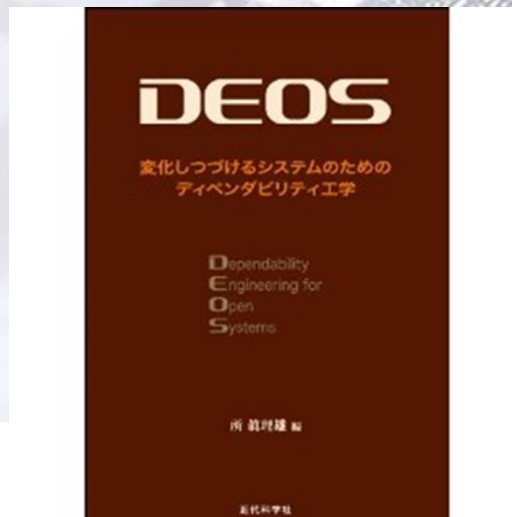 DEOS
変化しつづけるシステムのための
ディペンダビリティ工学
Dependability
Engineering for
Open
Systems
所 眞理雄 編
近代科学社